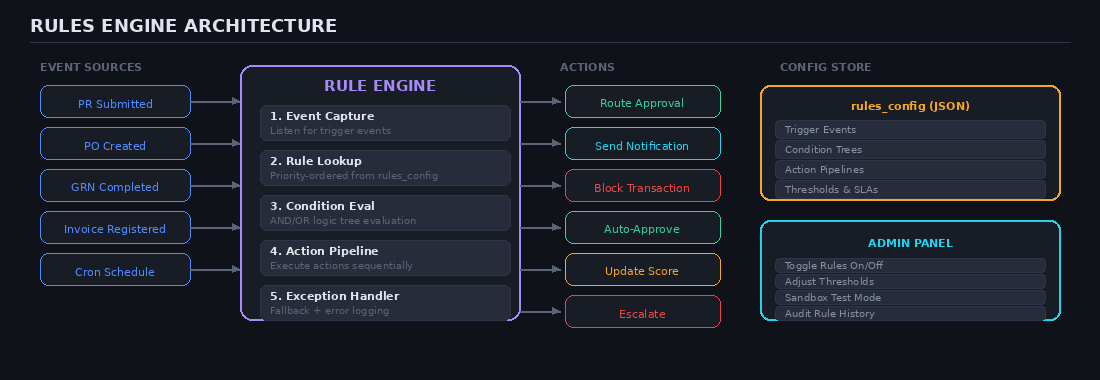 RULES ENGINE ARCHITECTURE
EVENT SOURCES
PR Submitted
PO Created
GRN Completed
Invoice Registered
Cron Schedule
RULE ENGINE
1. Event Capture
Listen for trigger events
2. Rule Lookup
Priority-ordered from rules_config
3. Condition Eval
AND/OR logic tree evaluation
4. Action Pipeline
Execute actions sequentially
5. Exception Handler
Fallback + error logging
ACTIONS
Route Approval
Send Notification
Block Transaction
Auto-Approve
Update Score
Escalate
CONFIG STORE
rules_config (JSON)
Trigger Events
Condition Trees
Action Pipelines
Thresholds & SLAs
ADMIN PANEL
Toggle Rules On/Off
Adjust Thresholds
Sandbox Test Mode
Audit Rule History